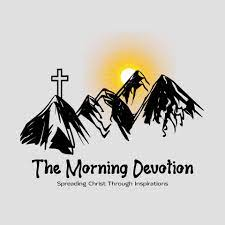 The Morning Devotion
Spreading Christ Through Inspirations